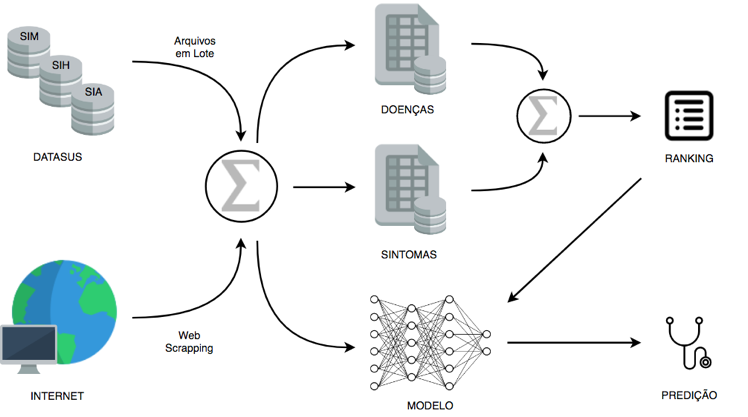 SIM
SIH
SIA
DATASUS
Arquivos
em Lote
DOENÇAS
RANKING
SINTOMAS
INTERNET
Web
Scrapping
MODELO
PREDIÇÃO